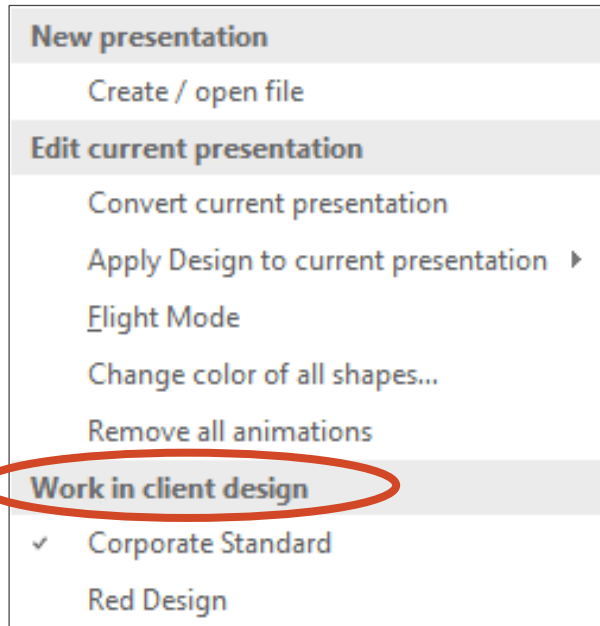 New presentation
Create / open file
Edit current presentation
Convert current presentation
Apply Design to current presentation
Flight Mode
Change color of all shapes...
Remove all animations
Work in client design
Corporate Standard
Red Design